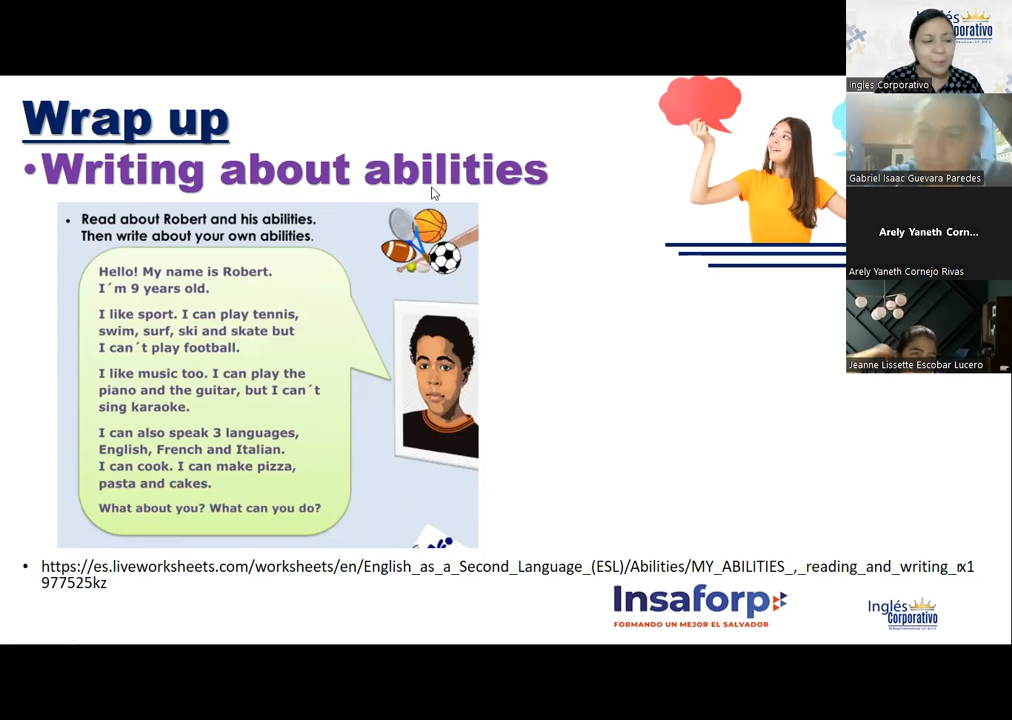 Wrap up
•Writing about abilities
• Read about Robert and his abilities.
Then write about your own abilities.
Hello! My name is Robert.
I´m 9 years old.
I like sport. I can play tennis,
swim, surf, ski and skate but
I can´t play football.
I like music too. I can play the
piano and the guitar, but I can´t
sing karaoke.
I can also speak 3 languages,
English, French and Italian.
I can cook. I can make pizza,
pasta and cakes.
What about you? What can you do?
• https://es.liveworksheets.com/worksheets/en/English_as_a_Second_Language_(ESL)/Abilities/MY_ABILITIES_,_reading_and_writing_rx1
977525kz
Insaforp
FORMANDO UN MEJOR EL SALVADOR
Inglés
Corporativo
Inglés
Corporativo
Ingles Corporativo
Gabriel Isaac Guevara Paredes
Arely Yaneth Corn...
Arely Yaneth Cornejo Rivas
Jeanne Lissette Escobar Lucero